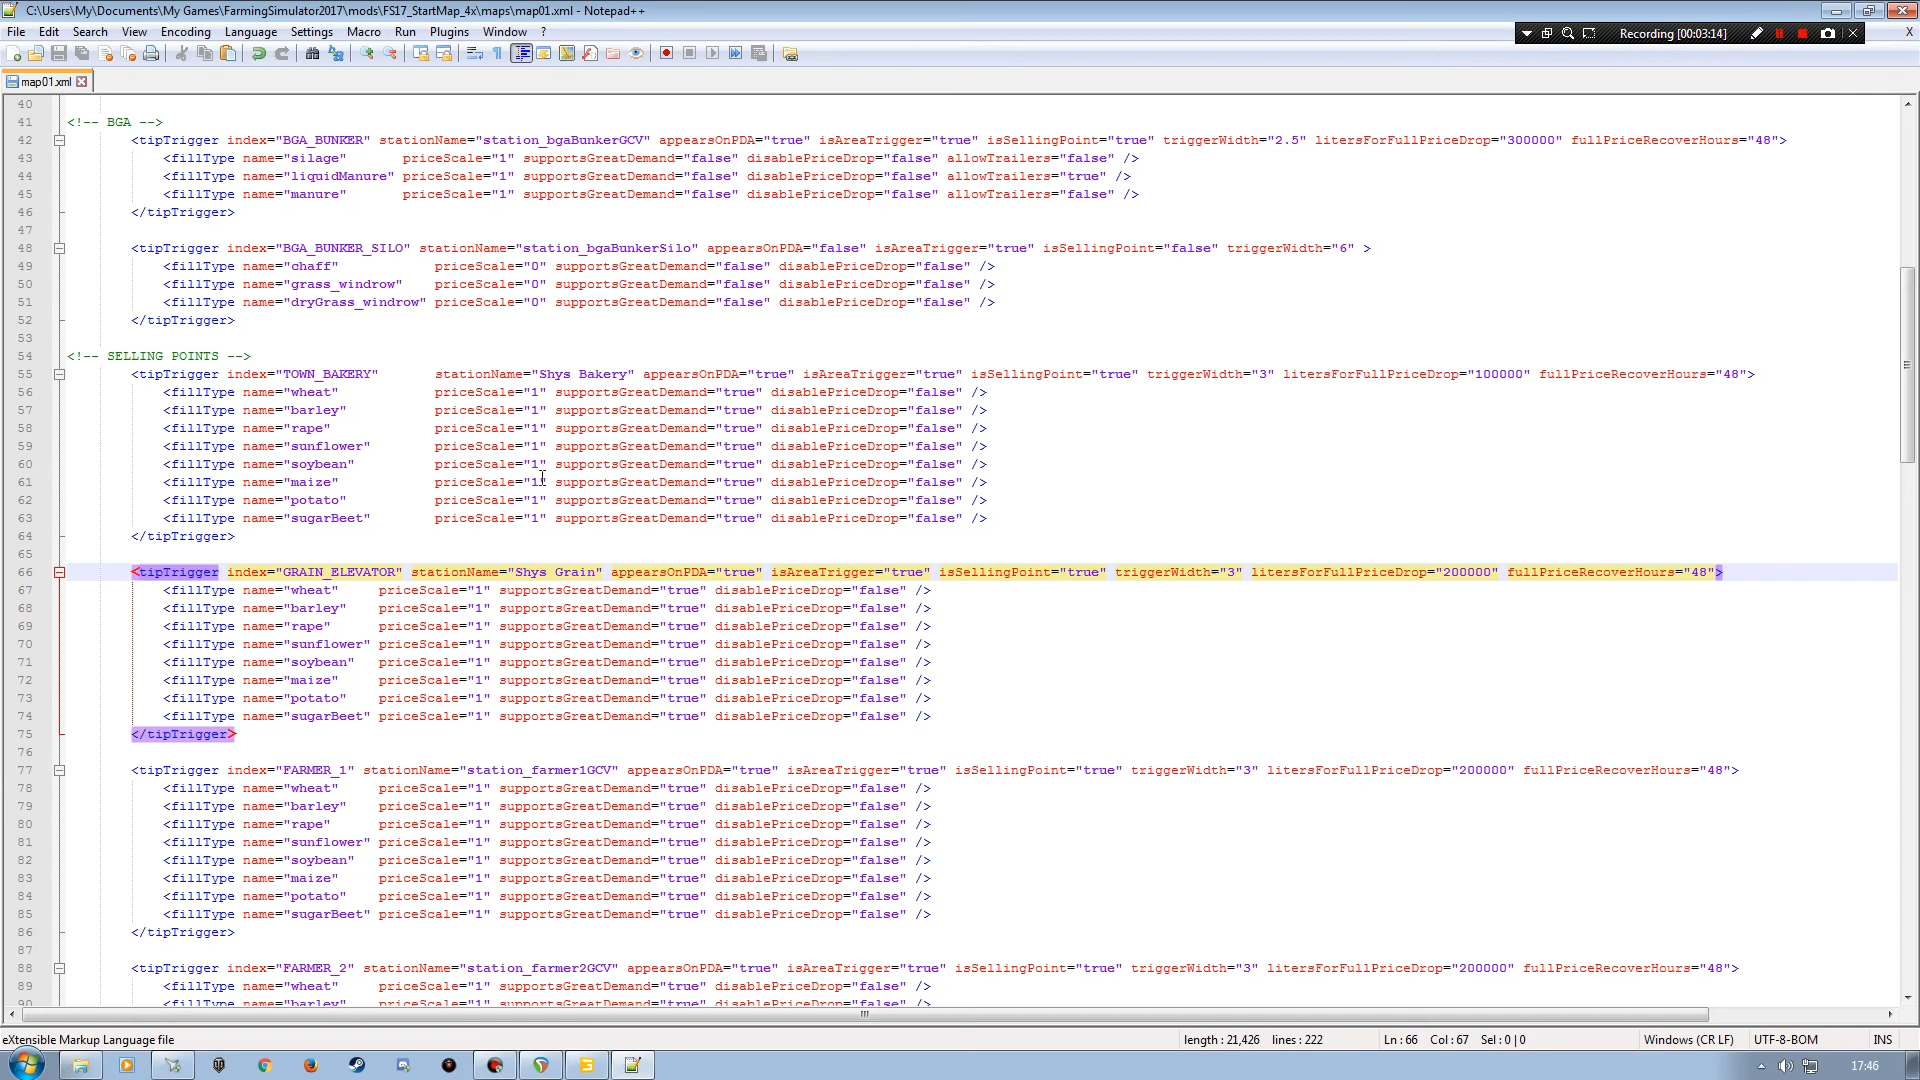 C:\Users\My\Documents\My Games\FarmingSimulator2017\mods\FS17_StartMap_4x\maps\map01.xml - Notepad++
File Edit Search View Encoding Language Settings Macro Run Plugins Window ? X
Recording [00:03:14]
map01.xml
40
41 <!-- BGA -->
42 <tipTrigger index="BGA_BUNKER" stationName="station_bgaBunkerGCV" appearsOnPDA="true" isAreaTrigger="true" isSellingPoint="true" triggerWidth="2.5" litersForFullPriceDrop="300000" fullPriceRecoverHours="48">
43 <fillType name="silage" priceScale="1" supportsGreatDemand="false" disablePriceDrop="false" allowTrailers="false" />
44 <fillType name="liquidManure" priceScale="1" supportsGreatDemand="false" disablePriceDrop="false" allowTrailers="true" />
45 <fillType name="manure" priceScale="1" supportsGreatDemand="false" disablePriceDrop="false" allowTrailers="false" />
46 </tipTrigger>
47
48 <tipTrigger index="BGA_BUNKER_SILO" stationName="station_bgaBunkerSilo" appearsOnPDA="false" isAreaTrigger="true" isSellingPoint="false" triggerWidth="6" >
49 <fillType name="chaff" priceScale="0" supportsGreatDemand="false" disablePriceDrop="false" />
50 <fillType name="grass_windrow" priceScale="0" supportsGreatDemand="false" disablePriceDrop="false" />
51 <fillType name="dryGrass_windrow" priceScale="0" supportsGreatDemand="false" disablePriceDrop="false" />
52 </tipTrigger>
53
54 <!-- SELLING POINTS -->
55 <tipTrigger index="TOWN_BAKERY" stationName="Shys Bakery" appearsOnPDA="true" isAreaTrigger="true" isSellingPoint="true" triggerWidth="3" litersForFullPriceDrop="100000" fullPriceRecoverHours="48">
56 <fillType name="wheat" priceScale="1" supportsGreatDemand="true" disablePriceDrop="false" />
57 <fillType name="barley" priceScale="1" supportsGreatDemand="true" disablePriceDrop="false" />
58 <fillType name="rape" priceScale="1" supportsGreatDemand="true" disablePriceDrop="false" />
59 <fillType name="sunflower" priceScale="1" supportsGreatDemand="true" disablePriceDrop="false" />
60 <fillType name="soybean" priceScale="1" supportsGreatDemand="true" disablePriceDrop="false" />
61 <fillType name="maize" priceScale="1" supportsGreatDemand="true" disablePriceDrop="false" />
62 <fillType name="potato" priceScale="1" supportsGreatDemand="true" disablePriceDrop="false" />
63 <fillType name="sugarBeet" priceScale="1" supportsGreatDemand="true" disablePriceDrop="false" />
64 </tipTrigger>
65
66 <tipTrigger index="GRAIN_ELEVATOR" stationName="Shys Grain" appearsOnPDA="true" isAreaTrigger="true" isSellingPoint="true" triggerWidth="3" litersForFullPriceDrop="200000" fullPriceRecoverHours="48">
67 <fillType name="wheat" priceScale="1" supportsGreatDemand="true" disablePriceDrop="false" />
68 <fillType name="barley" priceScale="1" supportsGreatDemand="true" disablePriceDrop="false" />
69 <fillType name="rape" priceScale="1" supportsGreatDemand="true" disablePriceDrop="false" />
70 <fillType name="sunflower" priceScale="1" supportsGreatDemand="true" disablePriceDrop="false" />
71 <fillType name="soybean" priceScale="1" supportsGreatDemand="true" disablePriceDrop="false" />
72 <fillType name="maize" priceScale="1" supportsGreatDemand="true" disablePriceDrop="false" />
73 <fillType name="potato" priceScale="1" supportsGreatDemand="true" disablePriceDrop="false" />
74 <fillType name="sugarBeet" priceScale="1" supportsGreatDemand="true" disablePriceDrop="false" />
75 </tipTrigger>
76
77 <tipTrigger index="FARMER_1" stationName="station_farmer1GCV" appearsOnPDA="true" isAreaTrigger="true" isSellingPoint="true" triggerWidth="3" litersForFullPriceDrop="200000" fullPriceRecoverHours="48">
78 <fillType name="wheat" priceScale="1" supportsGreatDemand="true" disablePriceDrop="false" />
79 <fillType name="barley" priceScale="1" supportsGreatDemand="true" disablePriceDrop="false" />
80 <fillType name="rape" priceScale="1" supportsGreatDemand="true" disablePriceDrop="false" />
81 <fillType name="sunflower" priceScale="1" supportsGreatDemand="true" disablePriceDrop="false" />
82 <fillType name="soybean" priceScale="1" supportsGreatDemand="true" disablePriceDrop="false" />
83 <fillType name="maize" priceScale="1" supportsGreatDemand="true" disablePriceDrop="false" />
84 <fillType name="potato" priceScale="1" supportsGreatDemand="true" disablePriceDrop="false" />
85 <fillType name="sugarBeet" priceScale="1" supportsGreatDemand="true" disablePriceDrop="false" />
86 </tipTrigger>
87
88 <tipTrigger index="FARMER_2" stationName="station_farmer2GCV" appearsOnPDA="true" isAreaTrigger="true" isSellingPoint="true" triggerWidth="3" litersForFullPriceDrop="200000" fullPriceRecoverHours="48">
89 <fillType name="wheat" priceScale="1" supportsGreatDemand="true" disablePriceDrop="false" />
90 <fillType name="barley" priceScale="1" supportsGreatDemand="true" disablePriceDrop="false" />
eXtensible Markup Language file length : 21,426 lines : 222 Ln : 66 Col : 67 Sel : 0 | 0 Windows (CR LF) UTF-8-BOM INS
17:46